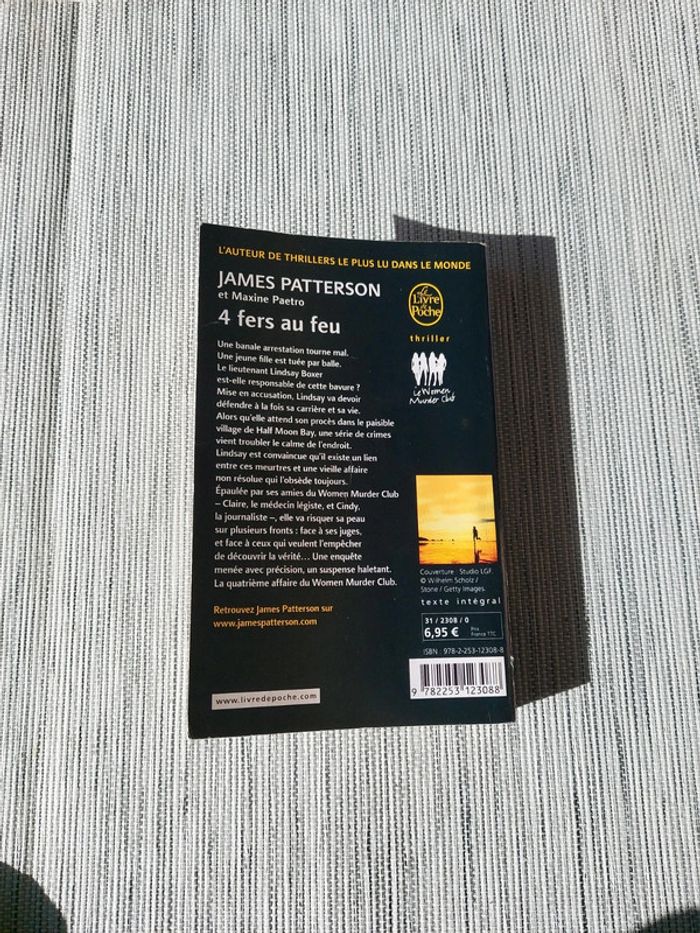 L'AUTEUR DE THRILLERS LE PLUS LU DANS LE MONDE
JAMES PATTERSON
et Maxine Paetro
4 fers au feu
Une banale arrestation tourne mal.
Une jeune fille est tuée par balle.
Le lieutenant Lindsay Boxer
est-elle responsable de cette bavure ?
Mise en accusation, Lindsay va devoir
défendre à la fois sa carrière et sa vie.
Alors qu'elle attend son procès dans le paisible
village de Half Moon Bay, une série de crimes
vient troubler le calme de l'endroit.
Lindsay est convaincue qu'il existe un lien
entre ces meurtres et une vieille affaire
non résolue qui l'obsède toujours.
Épaulée par ses amies du Women Murder Club
– Claire, le médecin légiste, et Cindy,
la journaliste –, elle va risquer sa peau
sur plusieurs fronts : face à ses juges,
et face à ceux qui veulent l'empêcher
de découvrir la vérité… Une enquête
menée avec précision, un suspense haletant.
La quatrième affaire du Women Murder Club.
Retrouvez James Patterson sur
www.jamespatterson.com
www.livredepoche.com
Le
Livre
de
Poche
thriller
Le Women
Murder Club
Couverture : Studio LGF.
© Wilhelm Scholz /
Stone / Getty Images.
texte intégral
31 / 2308 / 0
6,95 €
Prix
France TTC
ISBN : 978-2-253-12308-8
9 782253 123088